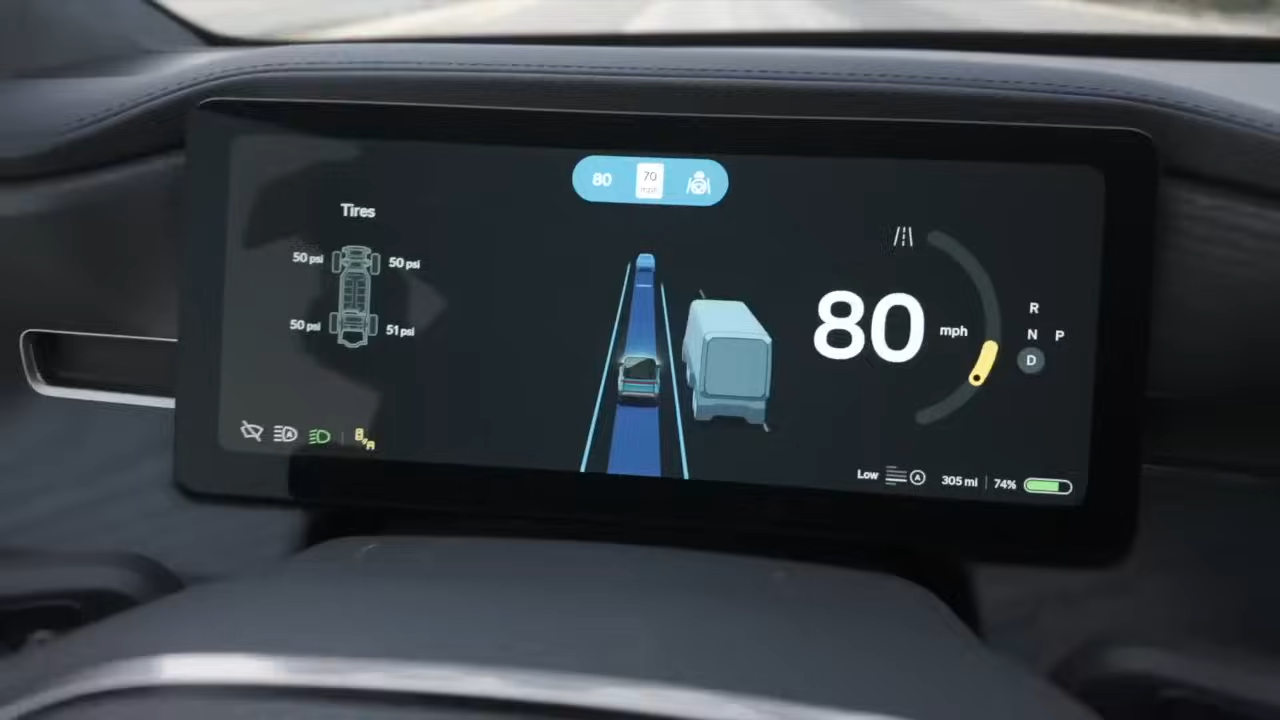 80
70
mph
Tires
50 psi
50 psi
50 psi
51 psi
80 mph
R
N P
D
A
Low
A
305 mi
74%